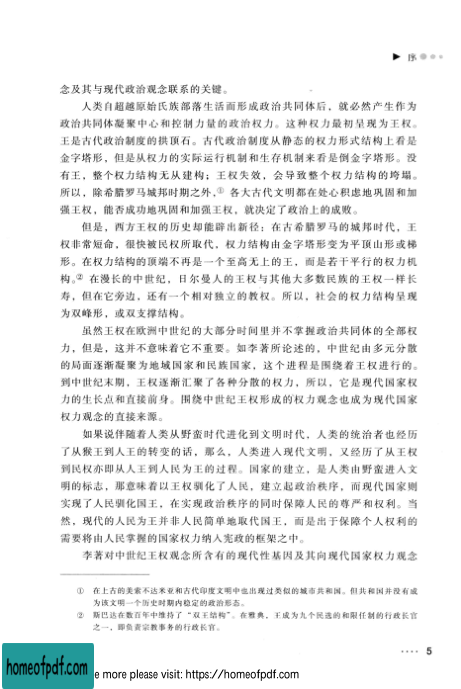 ▶ 序
念及其与现代政治观念联系的关键。
人类自超越原始氏族部落生活而形成政治共同体后，就必然产生作为
政治共同体凝聚中心和控制力量的政治权力。这种权力最初呈现为王权。
王是古代政治制度的拱顶石。古代政治制度从静态的权力形式结构上看是
金字塔形，但是从权力的实际运行机制和生存机制来看是倒金字塔形。没
有王，整个权力结构无从建构；王权失效，会导致整个权力结构的垮塌。
所以，除希腊罗马城邦时期之外，① 各大古代文明都在处心积虑地巩固和加
强王权，能否成功地巩固和加强王权，就决定了政治上的成败。
但是，西方王权的历史却能辟出新径：在古希腊罗马的城邦时代，王
权非常短命，很快被民权所取代，权力结构由金字塔形变为平顶山形或梯
形。在权力结构的顶端不再是一个至高无上的王，而是若干平行的权力机
构。② 在漫长的中世纪，日尔曼人的王权与其他大多数民族的王权一样长
寿，但在它旁边，还有一个相对独立的教权。所以，社会的权力结构呈现
为双峰形，或双支撑结构。
虽然王权在欧洲中世纪的大部分时间里并不掌握政治共同体的全部权
力，但是，这并不意味着它不重要。如李著所论述的，中世纪由多元分散
的局面逐渐凝聚为地域国家和民族国家，这个进程是围绕着王权进行的。
到中世纪末期，王权逐渐汇聚了各种分散的权力，所以，它是现代国家权
力的生长点和直接前身。围绕中世纪王权形成的权力观念也成为现代国家
权力观念的直接来源。
如果说伴随着人类从野蛮时代进化到文明时代，人类的统治者也经历
了从猴王到人王的转变的话，那么，人类进入现代文明，又经历了从王权
到民权亦即从人王到人民为王的过程。国家的建立，是人类由野蛮进入文
明的标志，那意味着以王权驯化了人民，建立起政治秩序，而现代国家则
实现了人民驯化国王，在实现政治秩序的同时保障人民的尊严和权利。当
然，现代的人民为王并非人民简单地取代国王，而是出于保障个人权利的
需要将由人民掌握的国家权力纳入宪政的框架之中。
李著对中世纪王权观念所含有的现代性基因及其向现代国家权力观念
① 在上古的美索不达米亚和古代印度文明中也出现过类似的城市共和国。但共和国并没有成
为该文明一个历史时期内稳定的政治形态。
② 斯巴达在数百年中维持了“双王结构”。在雅典，王成为九个民选的和限任制的行政长官
之一，即负责宗教事务的行政长官。
5
homeofpdf.com
e more please visit: https://homeofpdf.com